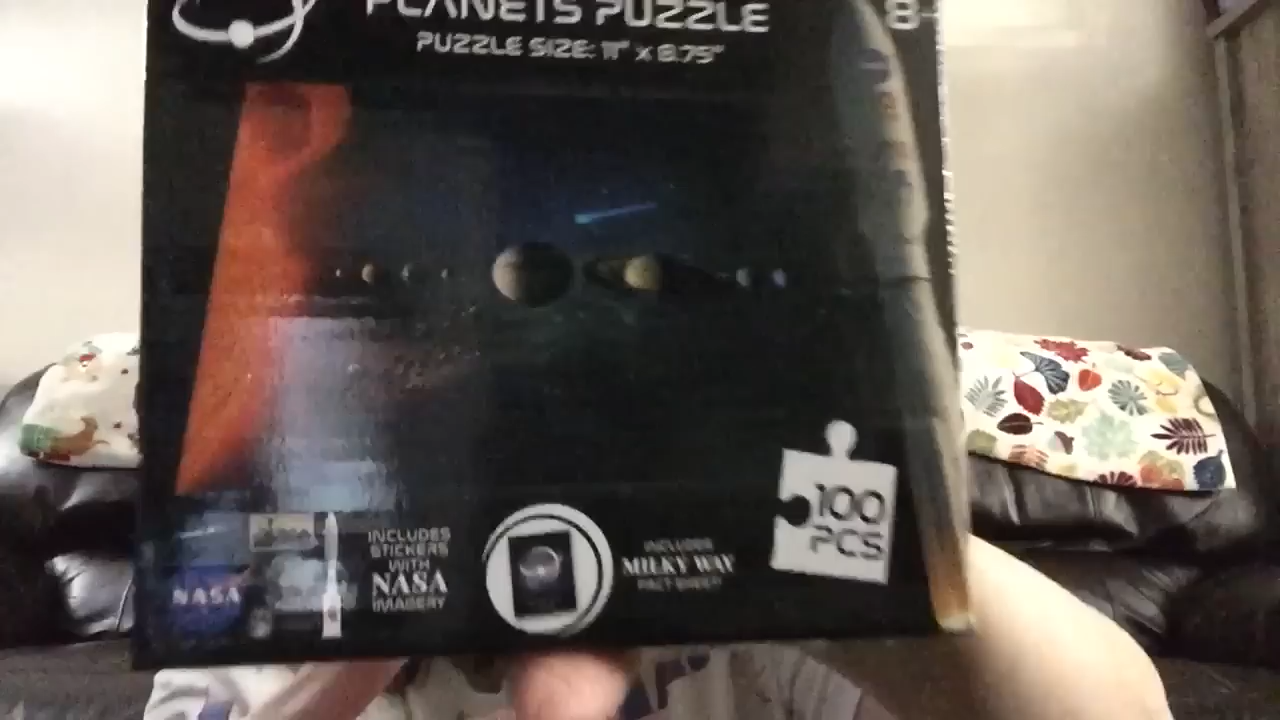 PLANETS PUZZLE
8-
PUZZLE SIZE: 11" x 8.75"
100
PCS
INCLUDES
STICKERS
WITH
NASA
IMAGERY
NASA
INCLUDES
MILKY WAY
FACT SHEET